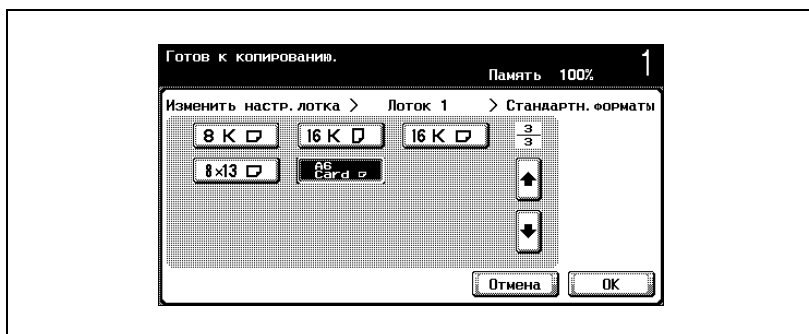 Готов к копированию.
1
Память 100%
Изменить настр. лотка > Лоток 1 > Стандартн. форматы
8 K 16 K 16 K 3/3
8×13 A6 Card
Отмена OK